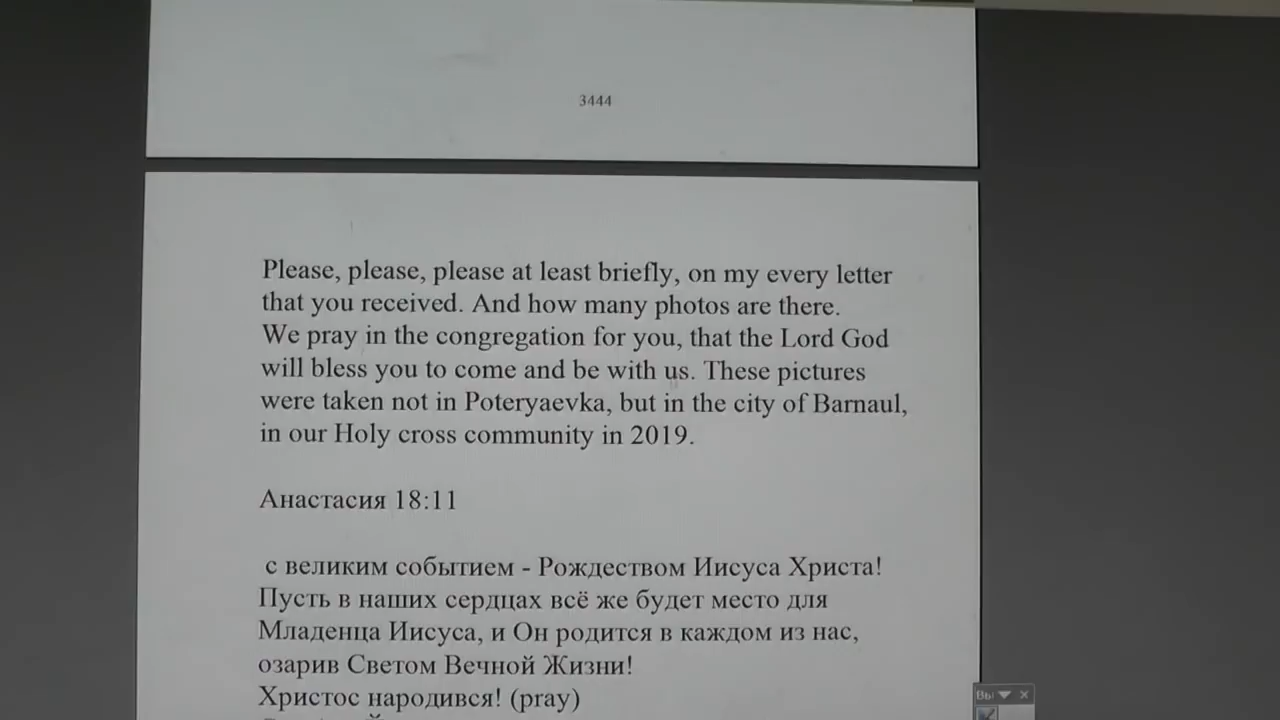 3444
Please, please, please at least briefly, on my every letter
that you received. And how many photos are there.
We pray in the congregation for you, that the Lord God
will bless you to come and be with us. These pictures
were taken not in Poteryaevka, but in the city of Barnaul,
in our Holy cross community in 2019.
Анастасия 18:11
с великим событием - Рождеством Иисуса Христа!
Пусть в наших сердцах всё же будет место для
Младенца Иисуса, и Он родится в каждом из нас,
озарив Светом Вечной Жизни!
Христос народився! (pray)
Вы